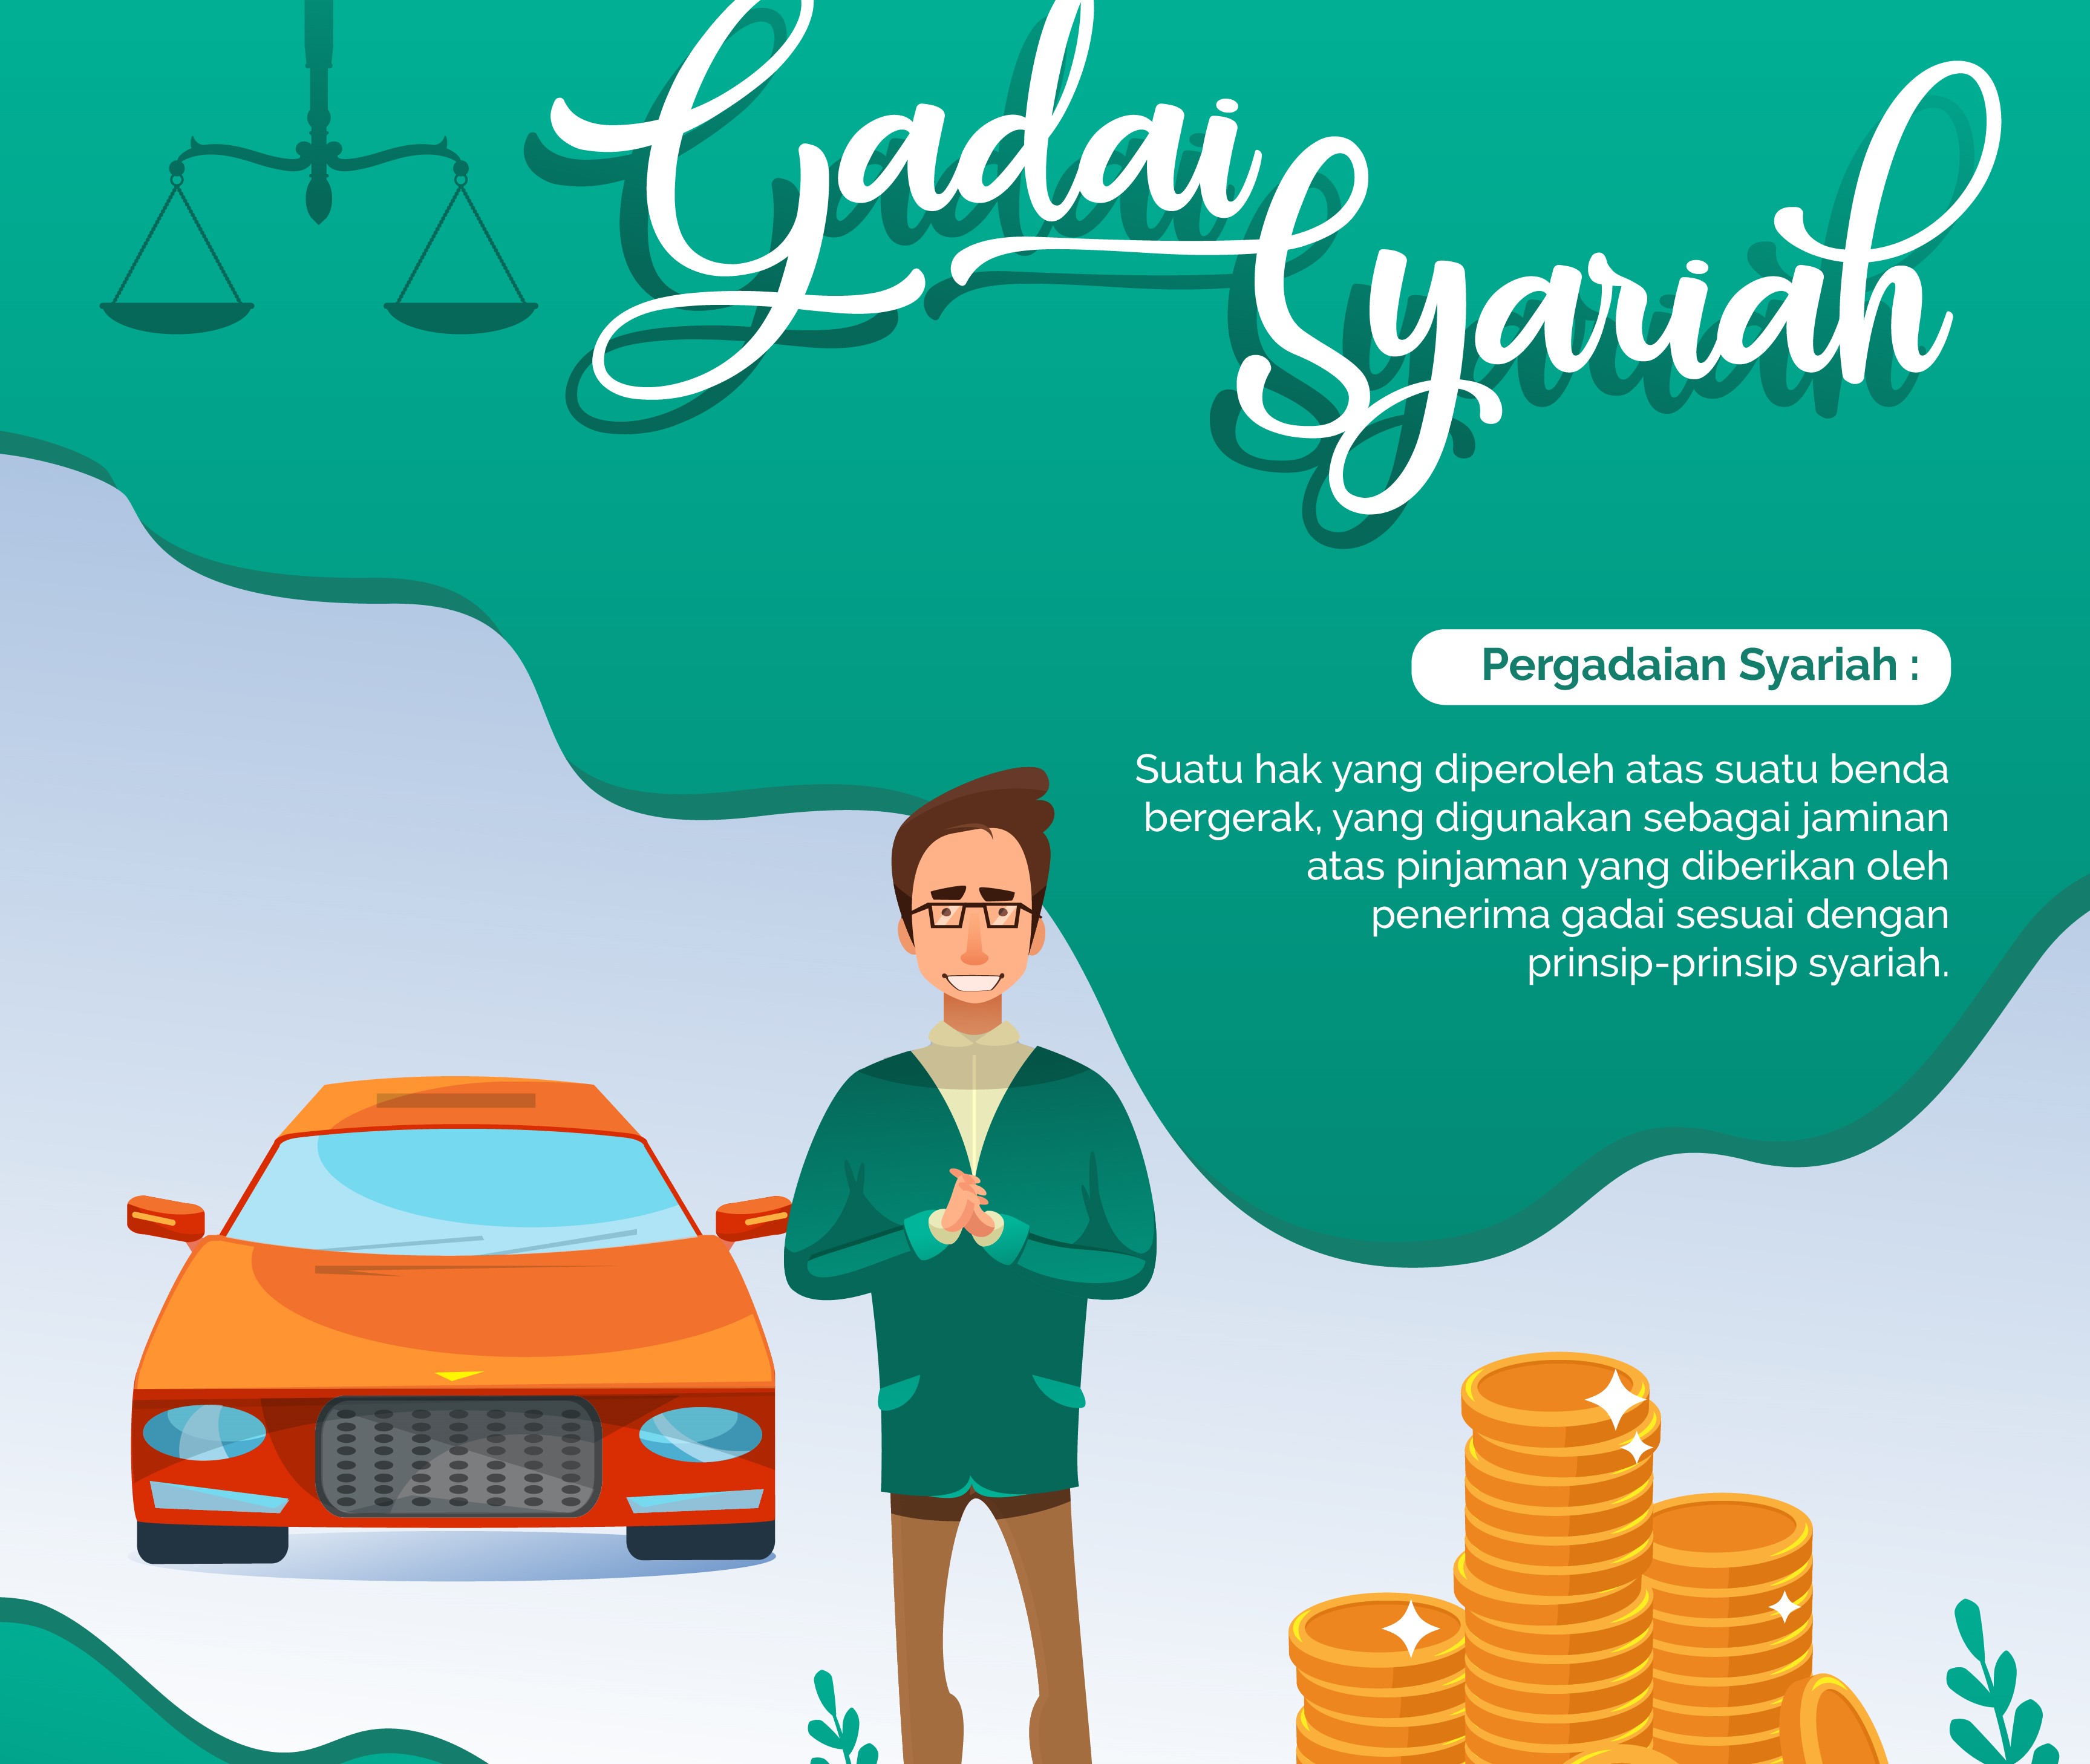 Gadai
Syariah
Pergadaian Syariah :
Suatu hak yang diperoleh atas suatu benda
bergerak, yang digunakan sebagai jaminan
atas pinjaman yang diberikan oleh
penerima gadai sesuai dengan
prinsip-prinsip syariah.